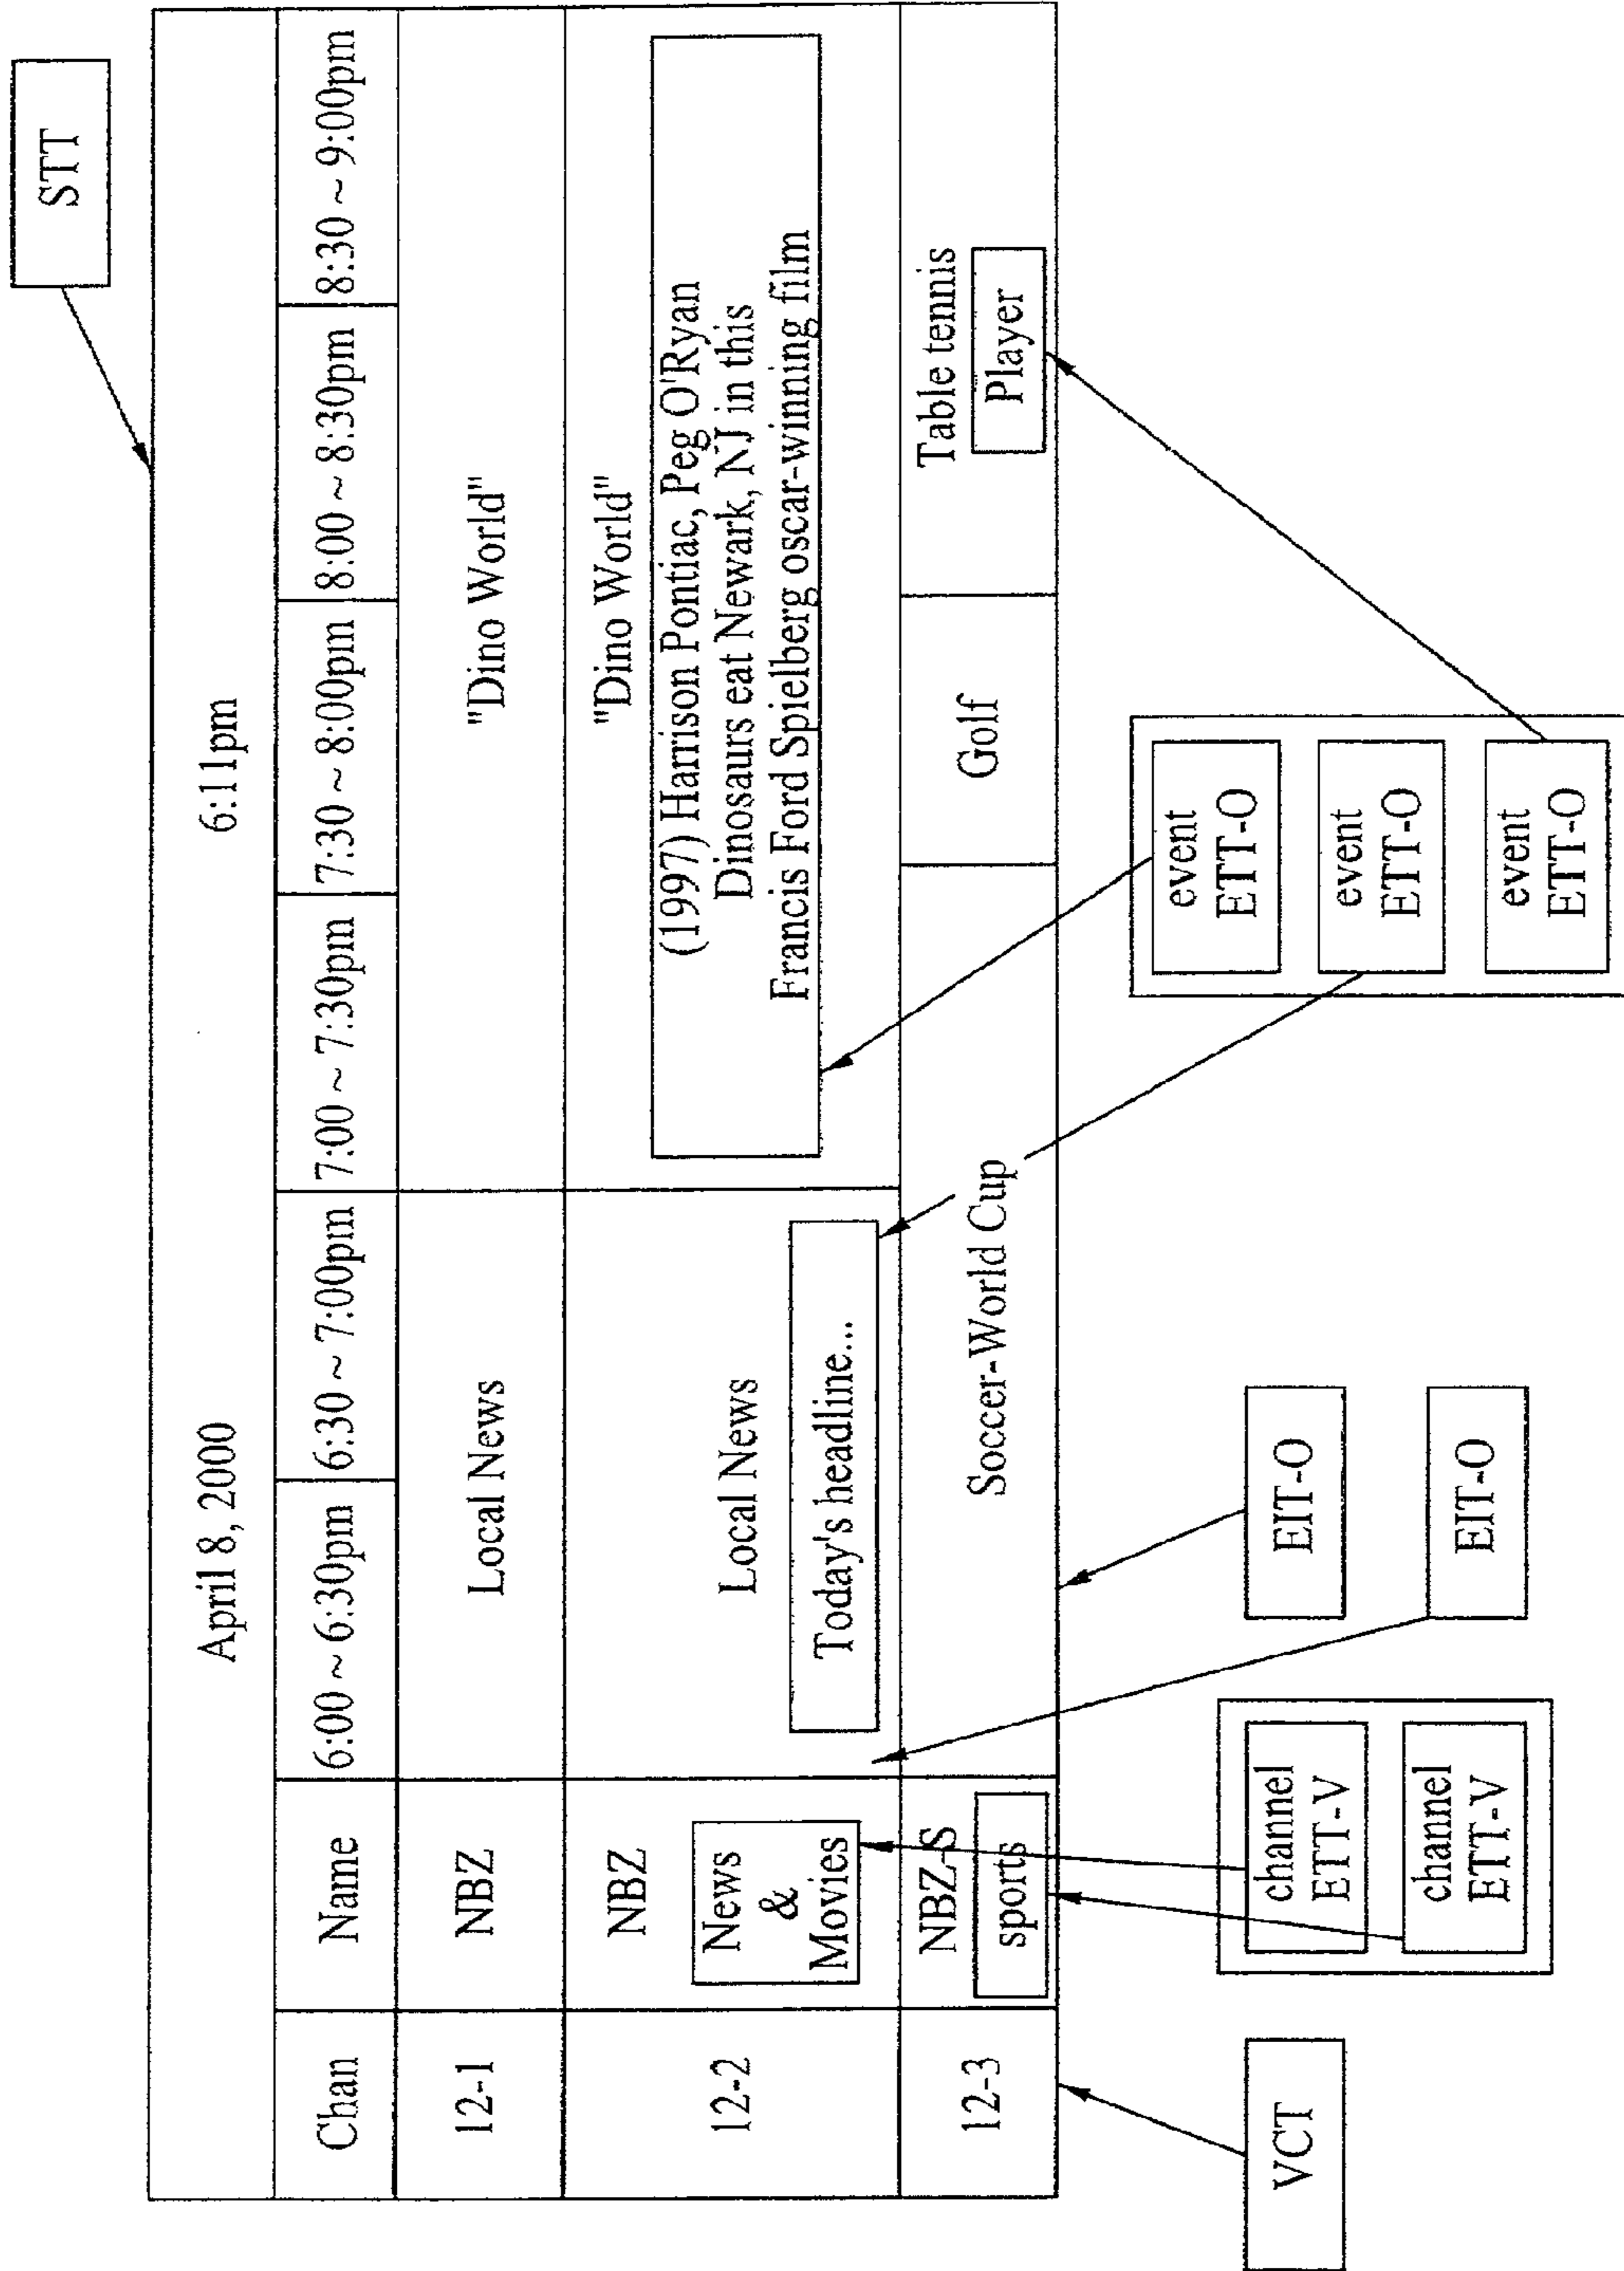 STT
April 8, 2000 6:11pm
Chan Name 6:00 ~ 6:30pm 6:30 ~ 7:00pm 7:00 ~ 7:30pm 7:30 ~ 8:00pm 8:00 ~ 8:30pm 8:30 ~ 9:00pm
12-1 NBZ Local News "Dino World"
12-2 NBZ Local News "Dino World"
News
&
Movies
Today's headline...
(1997) Harrison Pontiac, Peg O'Ryan
Dinosaurs eat Newark, NJ in this
Francis Ford Spielberg oscar-winning film
12-3 NBZ-S Soccer-World Cup Golf Table tennis
sports
Player
VCT
channel
ETT-V
channel
ETT-V
EIT-O
EIT-O
event
ETT-O
event
ETT-O
event
ETT-O